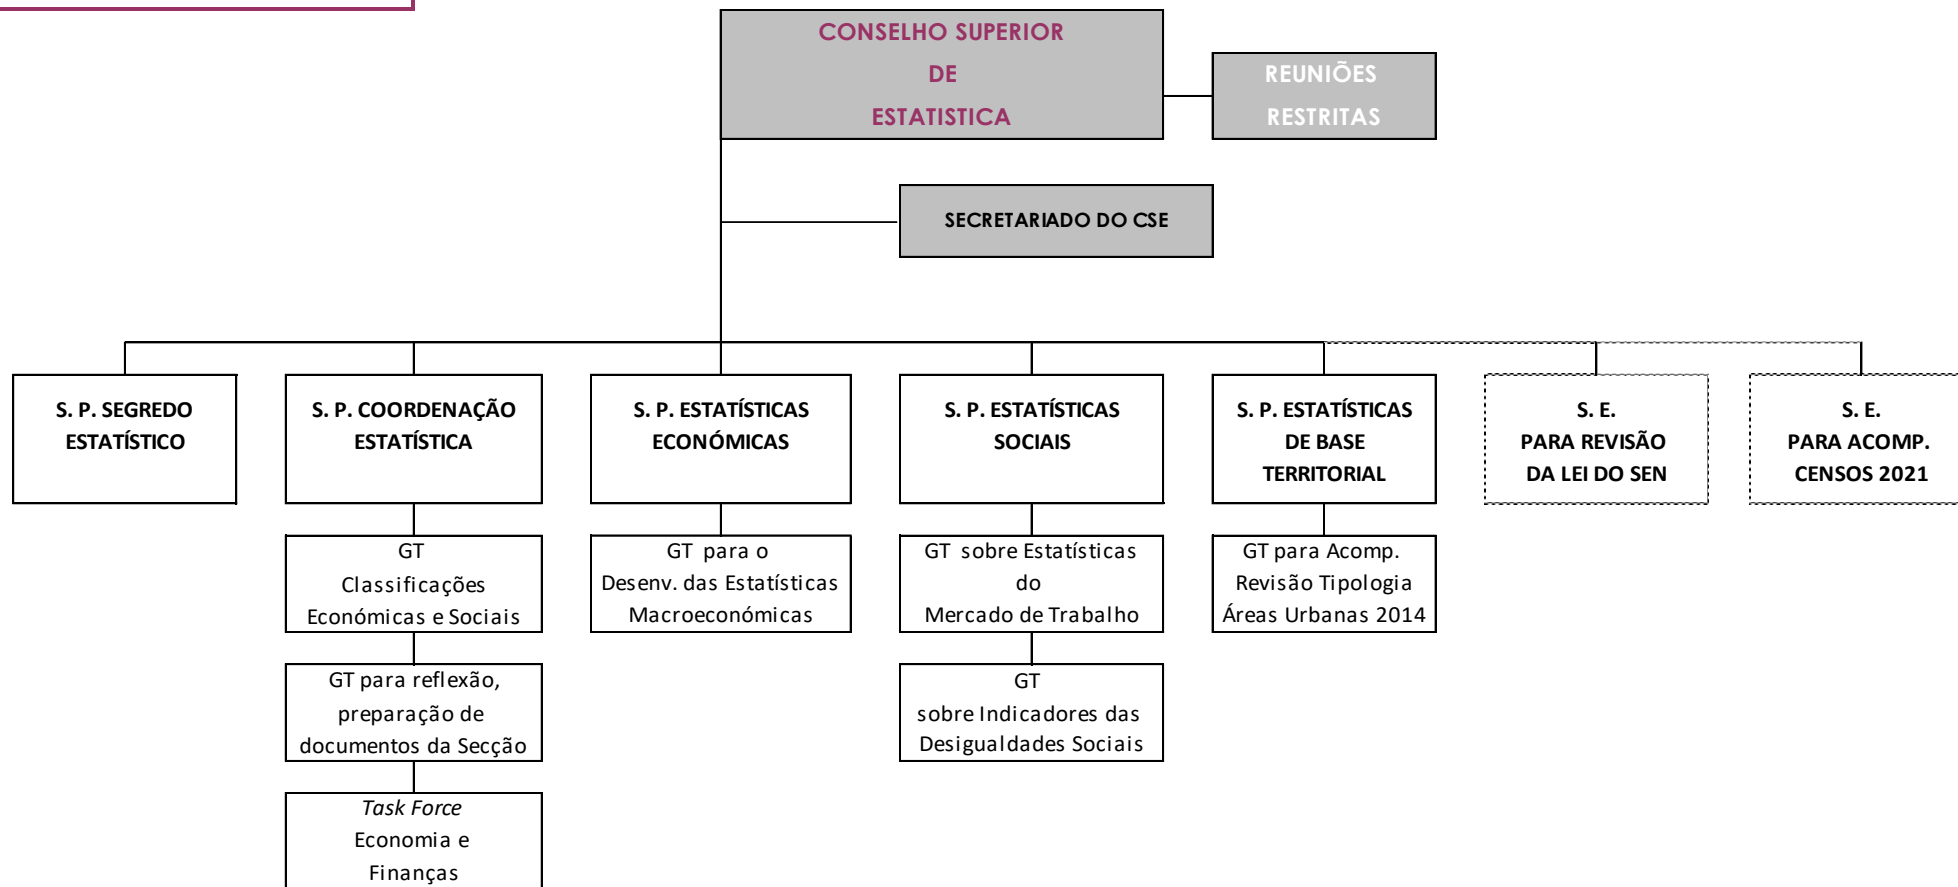 CONSELHO SUPERIOR
DE
ESTATISTICA
REUNIÕES
RESTRITAS
SECRETARIADO DO CSE
S. P. SEGREDO
ESTATÍSTICO
S. P. COORDENAÇÃO
ESTATÍSTICA
S. P. ESTATÍSTICAS
ECONÓMICAS
S. P. ESTATÍSTICAS
SOCIAIS
S. P. ESTATÍSTICAS
DE BASE
TERRITORIAL
S. E.
PARA REVISÃO
DA LEI DO SEN
S. E.
PARA ACOMP.
CENSOS 2021
GT
Classificações
Económicas e Sociais
GT para o
Desenv. das Estatísticas
Macroeconómicas
GT sobre Estatísticas
do
Mercado de Trabalho
GT para Acomp.
Revisão Tipologia
Áreas Urbanas 2014
GT para reflexão,
preparação de
documentos da Secção
GT
sobre Indicadores das
Desigualdades Sociais
Task Force
Economia e
Finanças